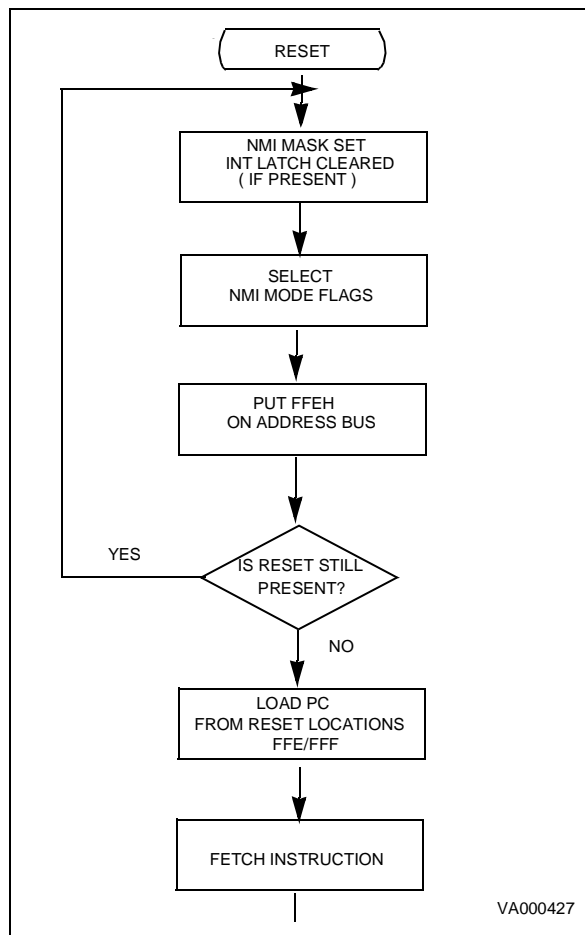 RESET
NMI MASK SET
INT LATCH CLEARED
( IF PRESENT )
SELECT
NMI MODE FLAGS
PUT FFEH
ON ADDRESS BUS
YES
IS RESET STILL
PRESENT?
NO
LOAD PC
FROM RESET LOCATIONS
FFE/FFF
FETCH INSTRUCTION
VA000427